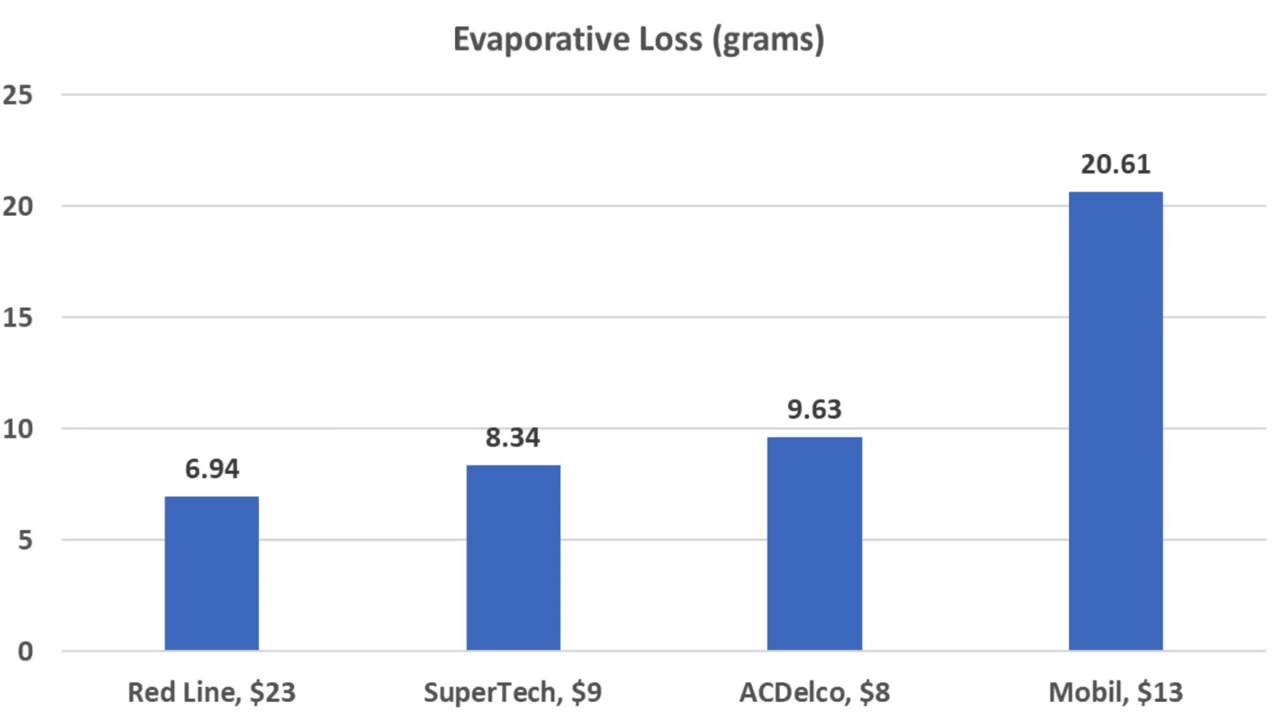 Evaporative Loss (grams)
25
20
15
10
5
0
6.94
8.34
9.63
20.61
Red Line, $23
SuperTech, $9
ACDelco, $8
Mobil, $13